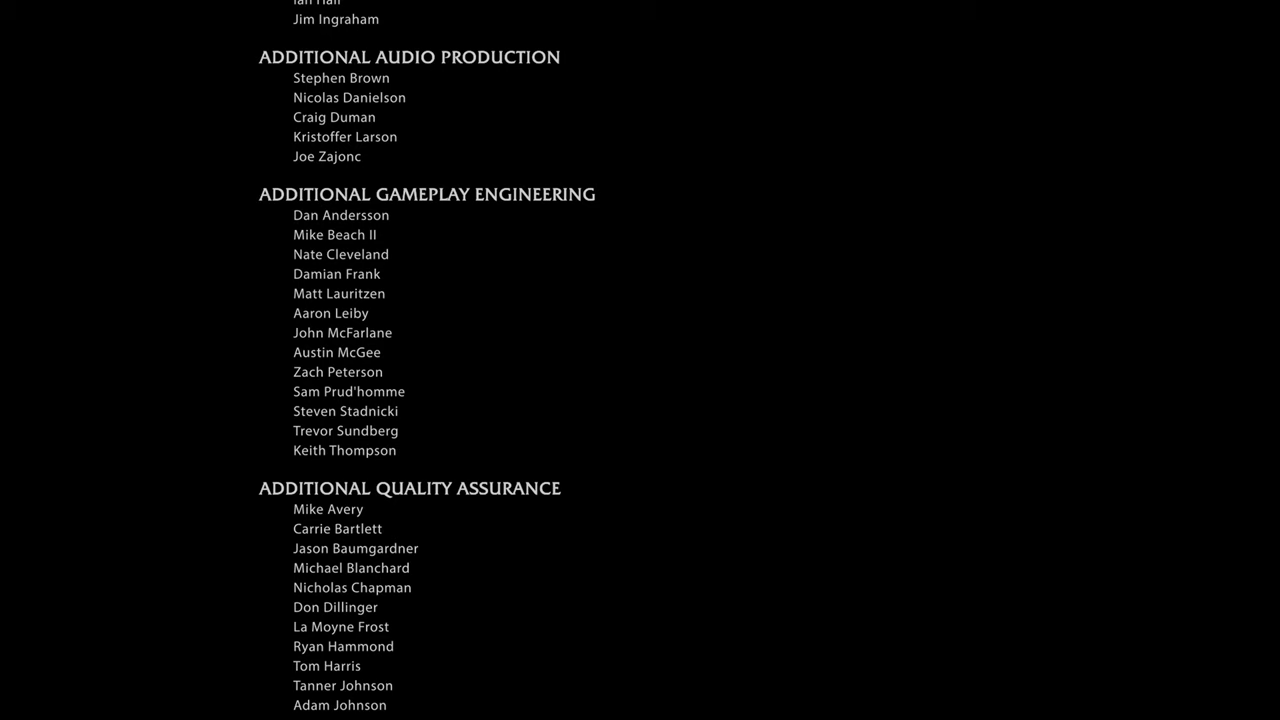 Ian Hall
Jim Ingraham
ADDITIONAL AUDIO PRODUCTION
Stephen Brown
Nicolas Danielson
Craig Duman
Kristoffer Larson
Joe Zajonc
ADDITIONAL GAMEPLAY ENGINEERING
Dan Andersson
Mike Beach II
Nate Cleveland
Damian Frank
Matt Lauritzen
Aaron Leiby
John McFarlane
Austin McGee
Zach Peterson
Sam Prud'homme
Steven Stadnicki
Trevor Sundberg
Keith Thompson
ADDITIONAL QUALITY ASSURANCE
Mike Avery
Carrie Bartlett
Jason Baumgardner
Michael Blanchard
Nicholas Chapman
Don Dillinger
La Moyne Frost
Ryan Hammond
Tom Harris
Tanner Johnson
Adam Johnson